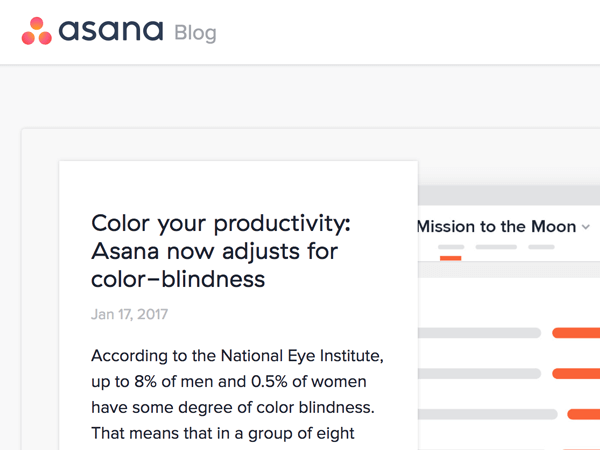 asana Blog
Color your productivity:
Asana now adjusts for
color-blindness
Jan 17, 2017
According to the National Eye Institute,
up to 8% of men and 0.5% of women
have some degree of color blindness.
That means that in a group of eight
Mission to the Moon